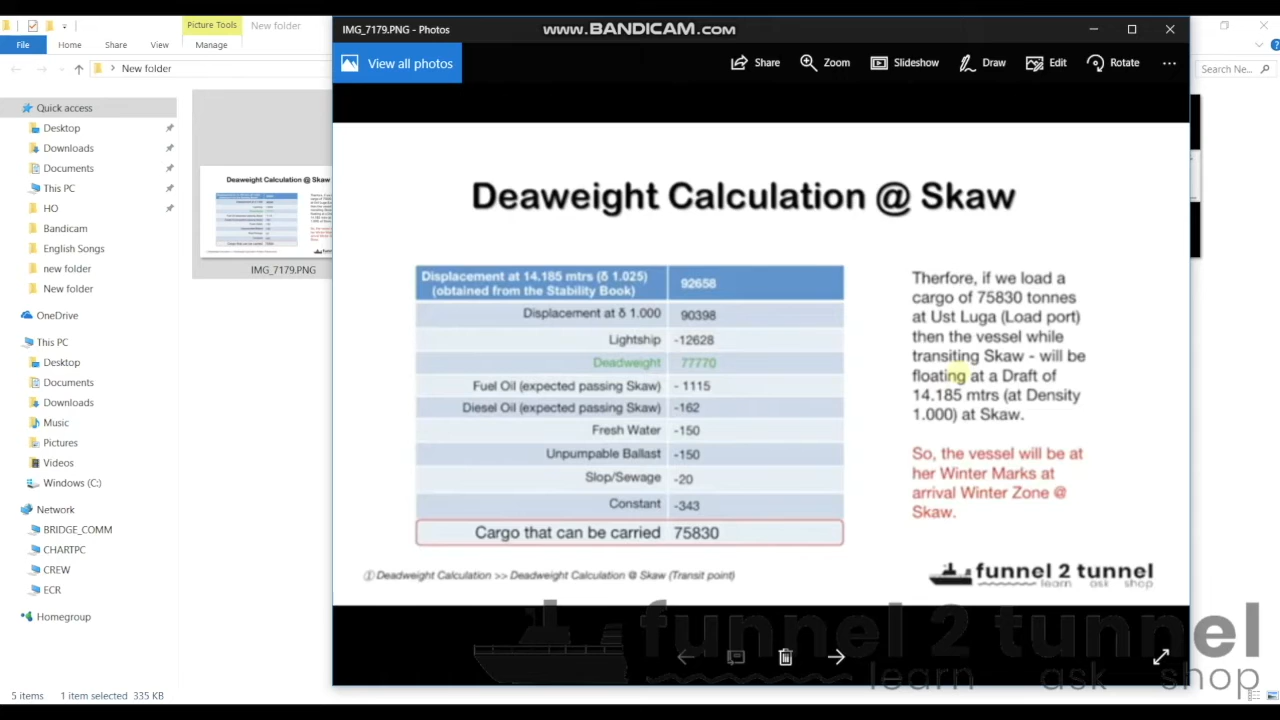 Picture Tools
New folder
IMG_7179.PNG - Photos
www.BANDICAM.com
File
Home
Share
View
Manage
View all photos
Share
Zoom
Slideshow
Draw
Edit
Rotate
New folder
Search Ne...
Quick access
Desktop
Downloads
Documents
This PC
Bandicam
English Songs
new folder
New folder
OneDrive
This PC
Desktop
Documents
Downloads
Music
Pictures
Videos
Windows (C:)
Network
BRIDGE_COMM
CHARTPC
CREW
ECR
Homegroup
5 items
1 item selected 335 KB
IMG_7179.PNG
Deaweight Calculation @ Skaw
Displacement at 14.185 mtrs (δ 1.025)
(obtained from the Stability Book) 92658
Displacement at δ 1.000 90398
Lightship -12628
Deadweight 77770
Fuel Oil (expected passing Skaw) - 1115
Diesel Oil (expected passing Skaw) -162
Fresh Water -150
Unpumpable Ballast -150
Slop/Sewage -20
Constant -343
Cargo that can be carried 75830
Therfore, if we load a
cargo of 75830 tonnes
at Ust Luga (Load port)
then the vessel while
transiting Skaw - will be
floating at a Draft of
14.185 mtrs (at Density
1.000) at Skaw.
So, the vessel will be at
her Winter Marks at
arrival Winter Zone @
Skaw.
① Deadweight Calculation >> Deadweight Calculation @ Skaw (Transit point)
funnel 2 tunnel
learn ask shop
funnel 2 tunnel
learn ask shop